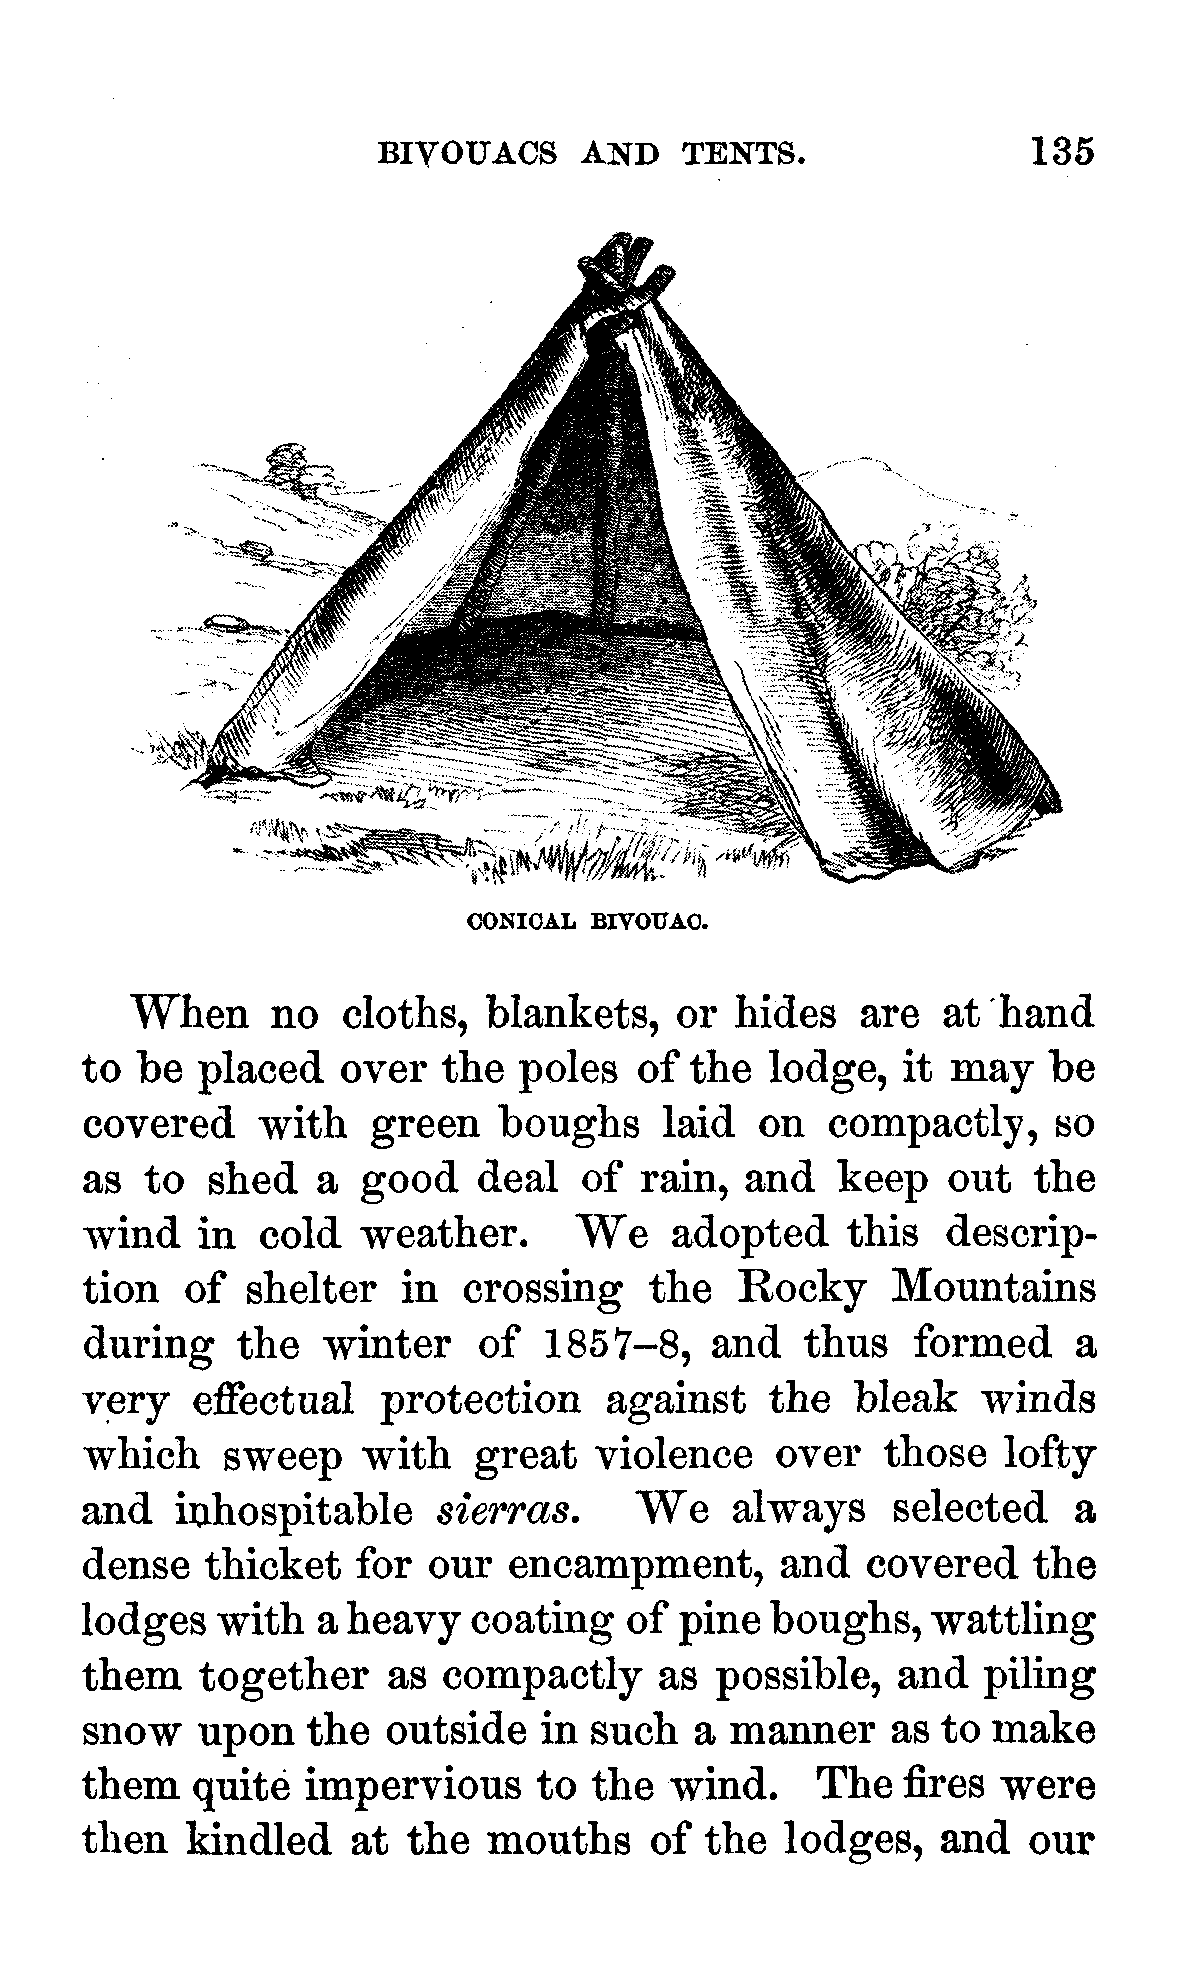 BIVOUACS AND TENTS. 135
CONICAL BIVOUAC.
When no cloths, blankets, or hides are at hand
to be placed over the poles of the lodge, it may be
covered with green boughs laid on compactly, so
as to shed a good deal of rain, and keep out the
wind in cold weather. We adopted this descrip-
tion of shelter in crossing the Rocky Mountains
during the winter of 1857–8, and thus formed a
very effectual protection against the bleak winds
which sweep with great violence over those lofty
and inhospitable sierras. We always selected a
dense thicket for our encampment, and covered the
lodges with a heavy coating of pine boughs, wattling
them together as compactly as possible, and piling
snow upon the outside in such a manner as to make
them quite impervious to the wind. The fires were
then kindled at the mouths of the lodges, and our